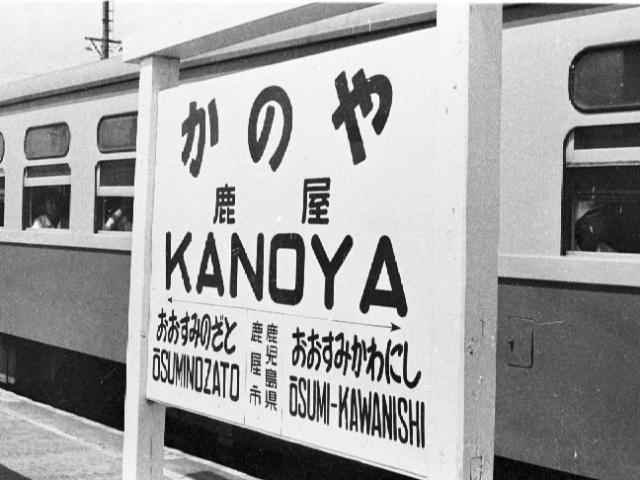 かのや
鹿屋
KANOYA
おおすみのざと
ŌSUMINOZATO
鹿児島県
鹿屋市
おおすみかわにし
ŌSUMI-KAWANISHI